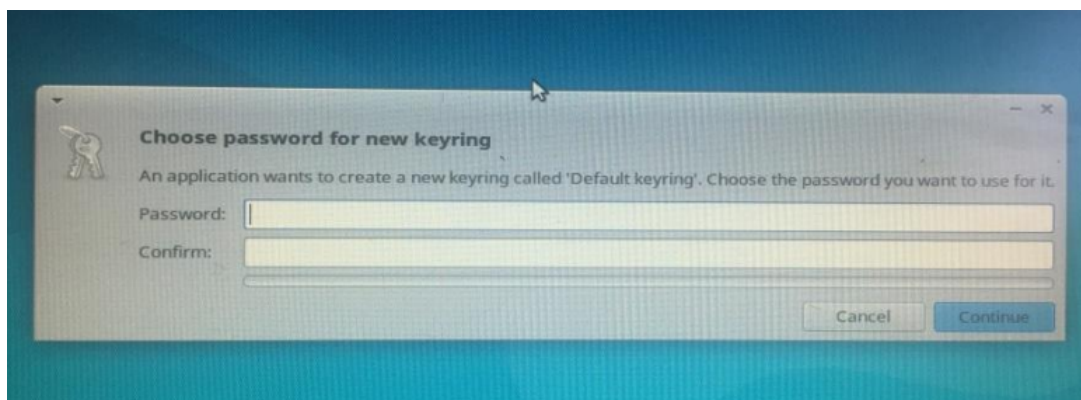 Choose password for new keyring
An application wants to create a new keyring called 'Default keyring'. Choose the password you want to use for it.
Password:
Confirm:
Cancel
Continue